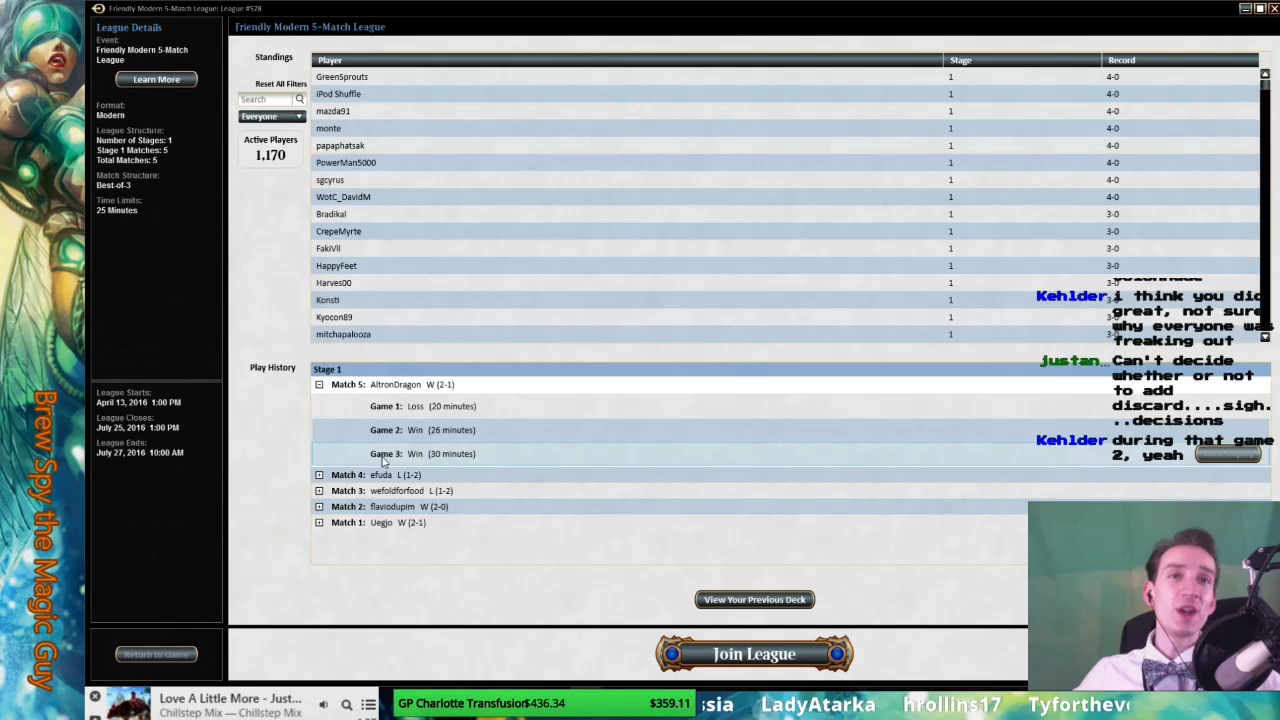 Friendly Modern 5-Match League: League #528
League Details
Event:
Friendly Modern 5-Match
League
Learn More
Format:
Modern
League Structure:
Number of Stages: 1
Stage 1 Matches: 5
Total Matches: 5
Match Structure:
Best-of-3
Time Limits:
25 Minutes
League Starts:
April 13, 2016 1:00 PM
League Closes:
July 25, 2016 1:00 PM
League Ends:
July 27, 2016 10:00 AM
Return to Game
Friendly Modern 5-Match League
Standings
Reset All Filters
Search
Everyone
Active Players
1,170
Player Stage Record
GreenSprouts 1 4-0
iPod Shuffle 1 4-0
mazda91 1 4-0
monte 1 4-0
papaphatsak 1 4-0
PowerMan5000 1 4-0
sgcyrus 1 4-0
WotC_DavidM 1 4-0
Bradikal 1 3-0
CrepeMyrte 1 3-0
FakiVll 1 3-0
HappyFeet 1 3-0
Harves00 1 3-0
Konsti 1 3-
Kyocon89 1 3-
mitchapalooza 1 3-0
Play History
Stage 1
Match 5: AltronDragon W (2-1)
Game 1: Loss (20 minutes)
Game 2: Win (26 minutes)
Game 3: Win (30 minutes)
Match 4: efuda L (1-2)
Match 3: wefoldforfood L (1-2)
Match 2: flaviodupim W (2-0)
Match 1: Uegjo W (2-1)
View Your Previous Deck
Join League
Kehlder i think you did
great, not sure
why everyone was
freaking out
justan_ Can't decide
whether or not
to add
discard....sigh.
..decisions
Kehlder during that game
2, yeah
Brew Spy the Magic Guy
Love A Little More - Just...
Chillstep Mix — Chillstep Mix
GP Charlotte Transfusion $436.34 $359.11
sia LadyAtarka hrollins17 Tyforthev